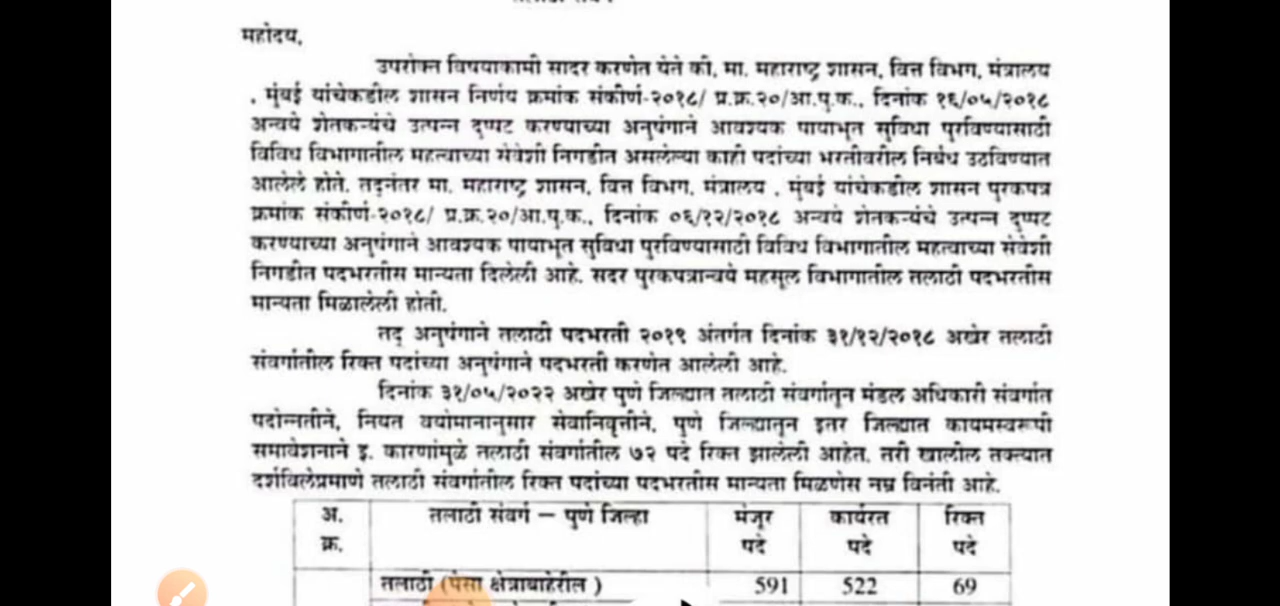 महोदय,
उपरोक्त विषयाकामी सादर करणेत येते की, मा. महाराष्ट्र शासन, वित्त विभाग, मंत्रालय
, मुंबई यांचेकडील शासन निर्णय क्रमांक संकीर्ण-२०१८/ प्र.क्र.२०/आ.पु.क., दिनांक १६/०५/२०१८
अन्वये शेतकऱ्यंचे उत्पन्न दुप्पट करण्याच्या अनुषंगाने आवश्यक पायाभूत सुविधा पुरविण्यासाठी
विविध विभागातील महत्वाच्या सेवेशी निगडीत असलेल्या काही पदांच्या भरतीवरील निर्बंध उठविण्यात
आलेले होते. तद्नंतर मा. महाराष्ट्र शासन, वित्त विभाग, मंत्रालय , मुंबई यांचेकडील शासन पुरकपत्र
क्रमांक संकीर्ण-२०१८/ प्र.क्र.२०/आ.पु.क., दिनांक ०६/१२/२०१८ अन्वये शेतकऱ्यंचे उत्पन्न दुप्पट
करण्याच्या अनुषंगाने आवश्यक पायाभूत सुविधा पुरविण्यासाठी विविध विभागातील महत्वाच्या सेवेशी
निगडीत पदभरतीस मान्यता दिलेली आहे. सदर पुरकपत्रान्वये महसूल विभागातील तलाठी पदभरतीस
मान्यता मिळालेली होती.
तद् अनुषंगाने तलाठी पदभरती २०१९ अंतर्गत दिनांक ३१/१२/२०१८ अखेर तलाठी
संवर्गातील रिक्त पदांच्या अनुषंगाने पदभरती करणेत आलेली आहे.
दिनांक ३१/०५/२०२२ अखेर पुणे जिल्ह्यात तलाठी संवर्गातुन मंडल अधिकारी संवर्गात
पदोन्नतीने, नियत वयोमानानुसार सेवानिवृत्तीने, पुणे जिल्ह्यातुन इतर जिल्ह्यात कायमस्वरूपी
समावेशनाने इ. कारणांमुळे तलाठी संवर्गातील ७२ पदे रिक्त झालेली आहेत. तरी खालील तक्त्यात
दर्शविलेप्रमाणे तलाठी संवर्गातील रिक्त पदांच्या पदभरतीस मान्यता मिळणेस नम्र विनंती आहे.
अ. तलाठी संवर्ग – पुणे जिल्हा मंजूर कार्यरत रिक्त
क्र. पदे पदे पदे
तलाठी (पेसा क्षेत्राबाहेरील ) 591 522 69